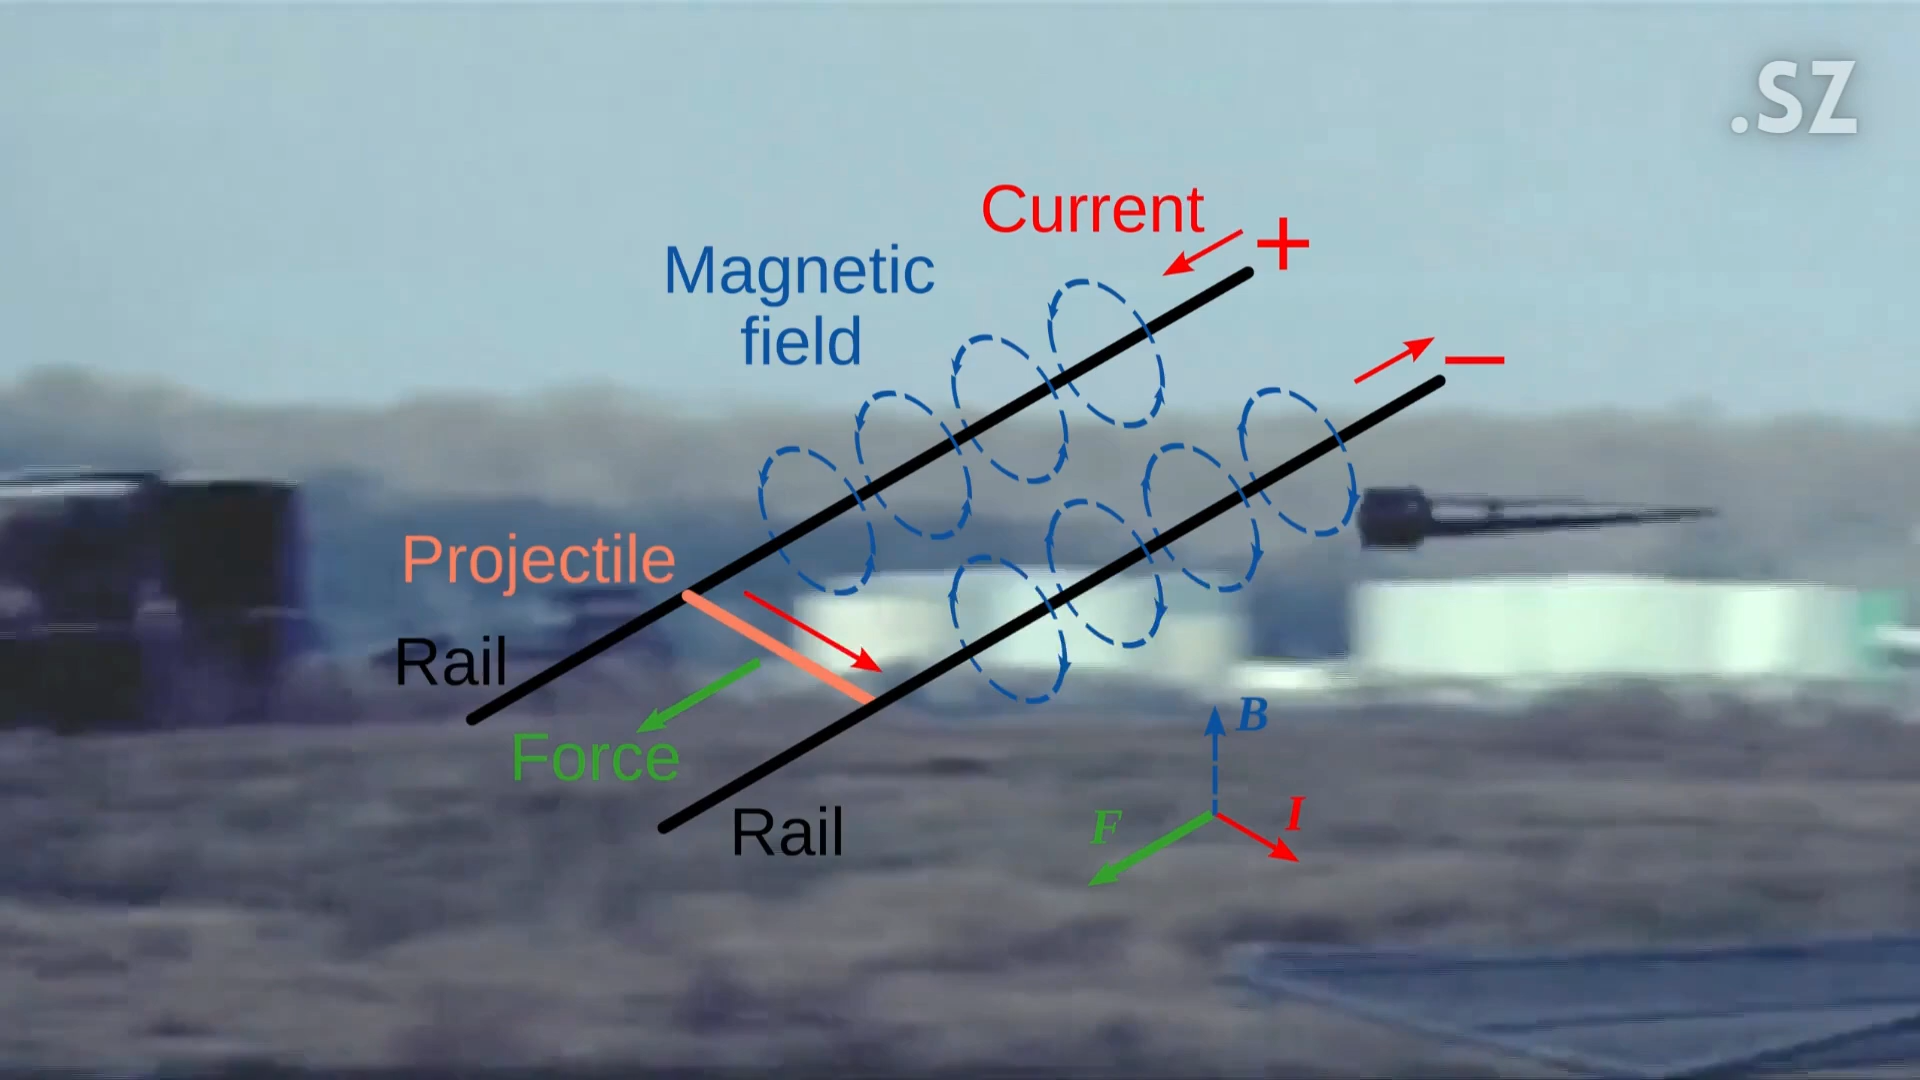 .SZ
Current
+
Magnetic
field
−
Projectile
Rail
Force
B
Rail
F
I